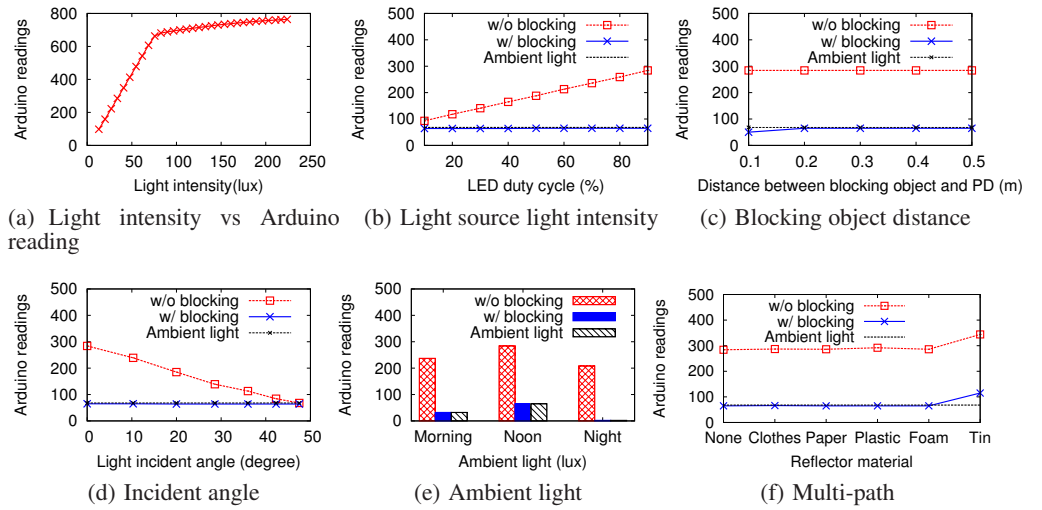 Arduino readings
800
600
400
200
0
0 50 100 150 200 250
Light intensity(lux)
(a) Light intensity vs Arduino
reading
Arduino readings
500
400
300
200
100
0
w/o blocking
w/ blocking
Ambient light
20 40 60 80
LED duty cycle (%)
(b) Light source light intensity
Arduino readings
500
400
300
200
100
0
w/o blocking
w/ blocking
Ambient light
0.1 0.2 0.3 0.4 0.5
Distance between blocking object and PD (m)
(c) Blocking object distance
Arduino readings
500
400
300
200
100
0
w/o blocking
w/ blocking
Ambient light
0 10 20 30 40 50
Light incident angle (degree)
(d) Incident angle
Arduino readings
500
400
300
200
100
0
w/o blocking
w/ blocking
Ambient light
Morning Noon Night
Ambient light (lux)
(e) Ambient light
Arduino readings
500
400
300
200
100
0
w/o blocking
w/ blocking
Ambient light
None Clothes Paper Plastic Foam Tin
Reflector material
(f) Multi-path